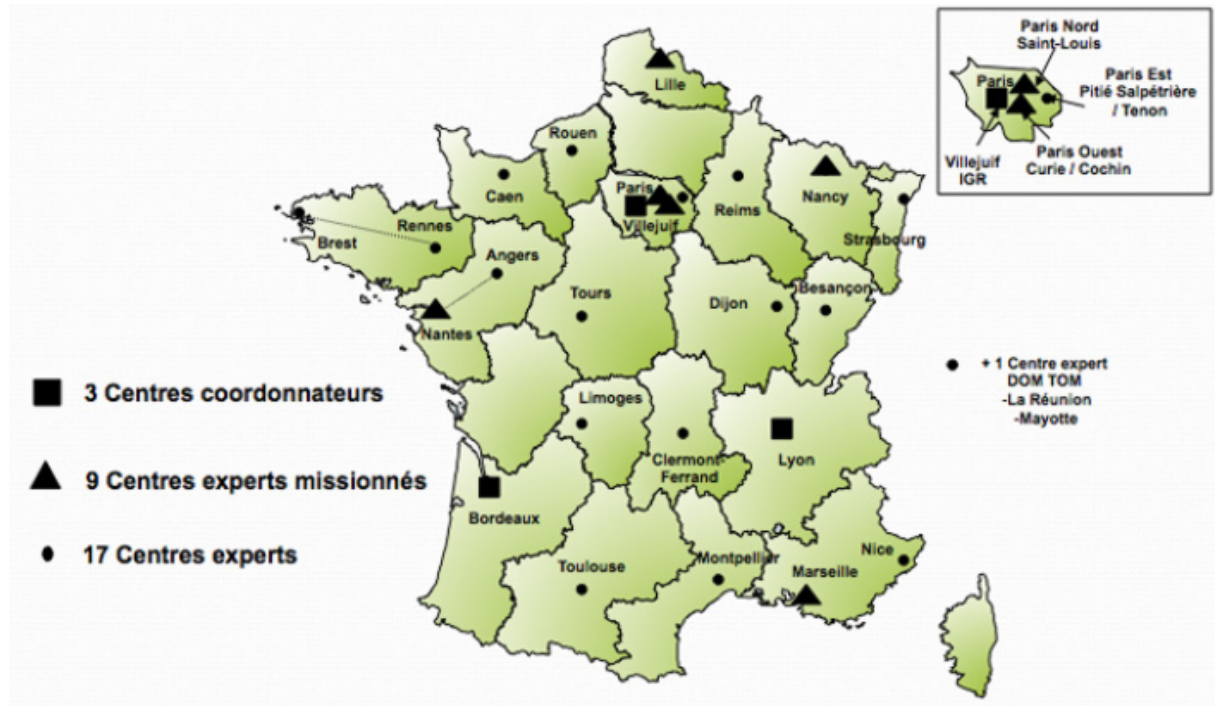 Paris Nord
Saint-Louis
Paris
Paris Est
Pitié Salpétrière
/ Tenon
Villejuif
IGR
Paris Ouest
Curie / Cochin
Lille
Rouen
Caen
Paris
Villejuif
Reims
Nancy
Strasbourg
Rennes
Brest
Angers
Nantes
Tours
Dijon
Besançon
+ 1 Centre expert
DOM TOM
-La Réunion
-Mayotte
3 Centres coordonnateurs
9 Centres experts missionnés
17 Centres experts
Limoges
Clermont-
Ferrand
Lyon
Bordeaux
Toulouse
Montpellier
Marseille
Nice